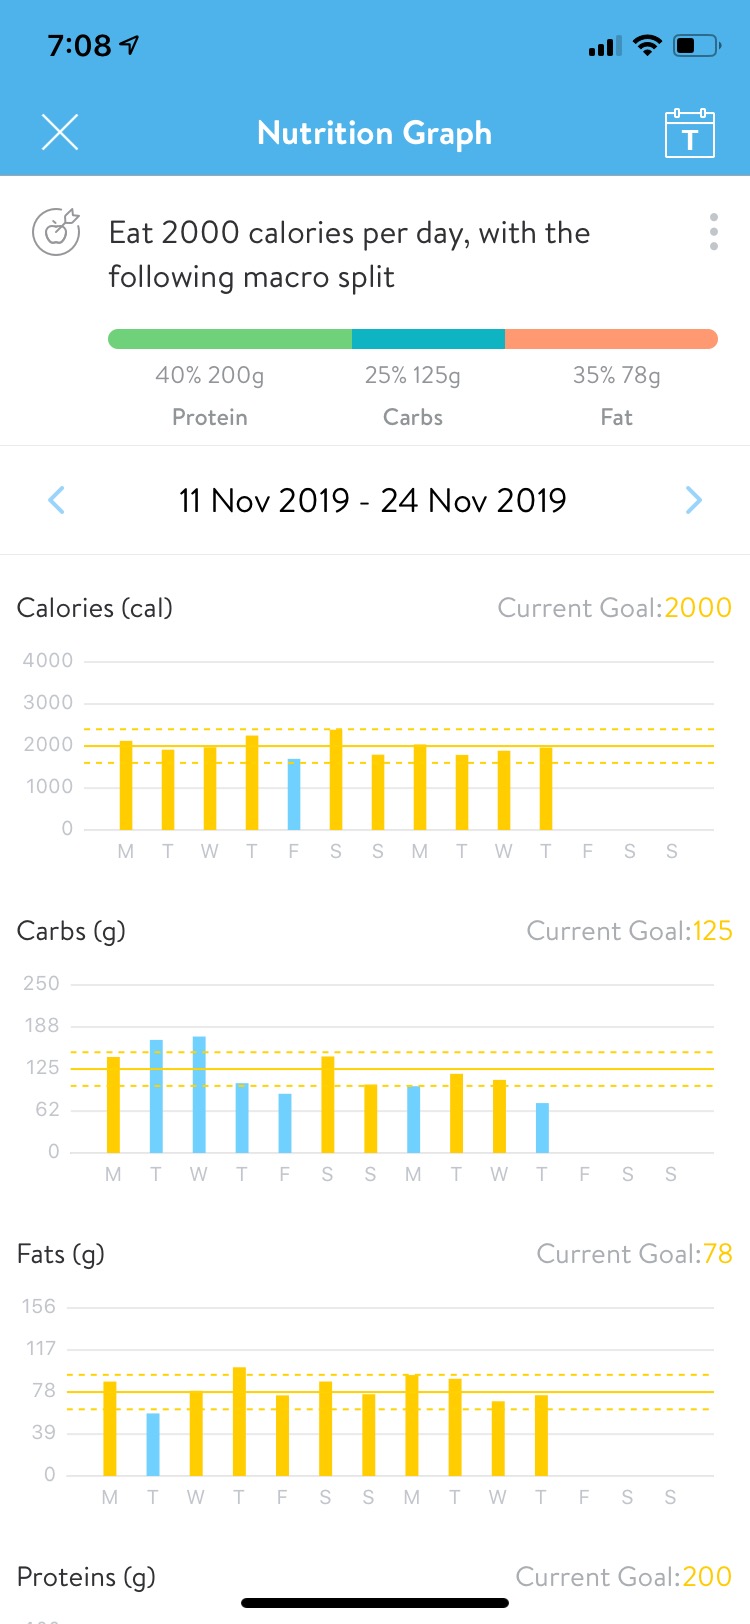 7:08
Nutrition Graph
T
Eat 2000 calories per day, with the
following macro split
40% 200g 25% 125g 35% 78g
Protein Carbs Fat
11 Nov 2019 - 24 Nov 2019
Calories (cal) Current Goal:2000
4000
3000
2000
1000
0
M T W T F S S M T W T F S S
Carbs (g) Current Goal:125
250
188
125
62
0
M T W T F S S M T W T F S S
Fats (g) Current Goal:78
156
117
78
39
0
M T W T F S S M T W T F S S
Proteins (g) Current Goal:200